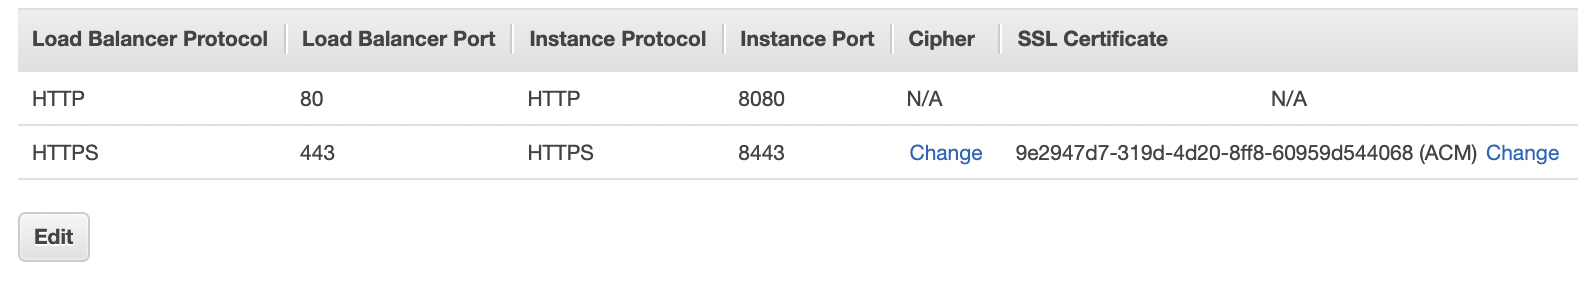 Load Balancer Protocol Load Balancer Port Instance Protocol Instance Port Cipher SSL Certificate
HTTP 80 HTTP 8080 N/A N/A
HTTPS 443 HTTPS 8443 Change 9e2947d7-319d-4d20-8ff8-60959d544068 (ACM) Change
Edit